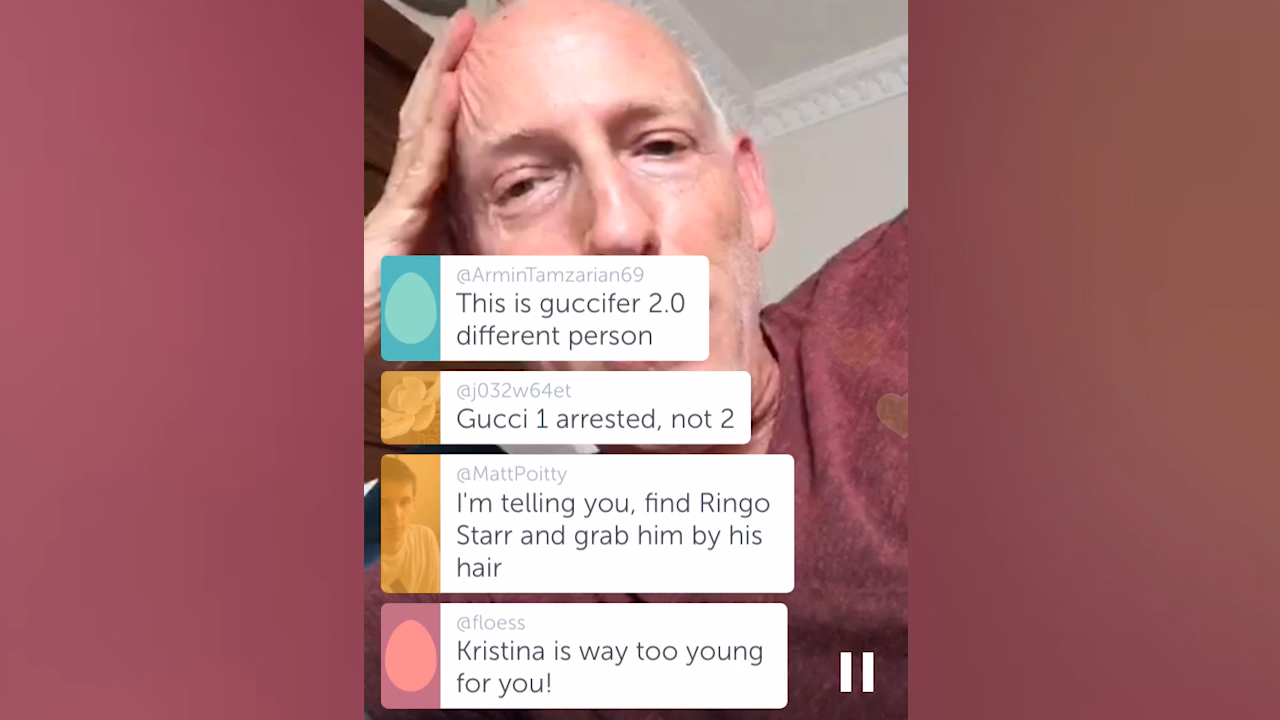 @ArminTamzarian69
This is guccifer 2.0
different person
@j032w64et
Gucci 1 arrested, not 2
@MattPoitty
I'm telling you, find Ringo
Starr and grab him by his
hair
@floess
Kristina is way too young
for you!